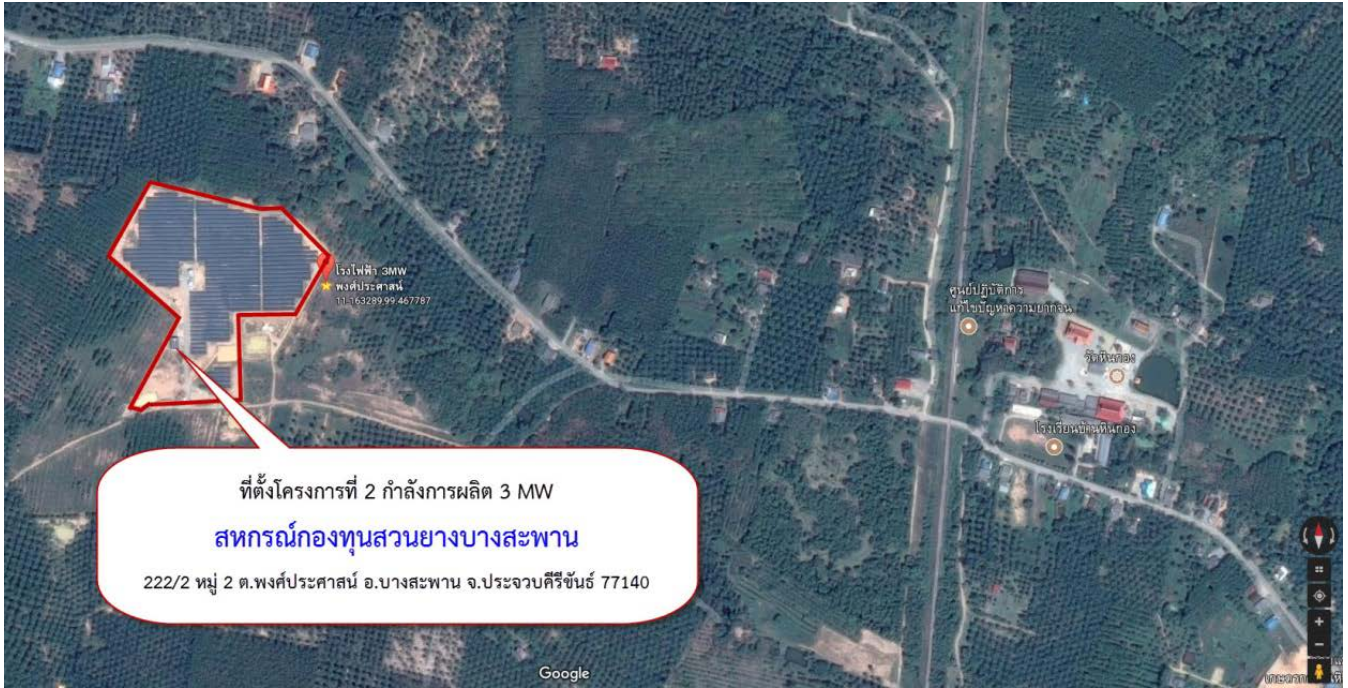 โรงไฟฟ้า 3MW
พงศ์ประศาสน์
11.163289,99.467787
ศูนย์ปฏิบัติการ
แก้ไขปัญหาความยากจน
วัดหินกอง
โรงเรียนบ้านหินกอง
ที่ตั้งโครงการที่ 2 กำลังการผลิต 3 MW
สหกรณ์กองทุนสวนยางบางสะพาน
222/2 หมู่ 2 ต.พงศ์ประศาสน์ อ.บางสะพาน จ.ประจวบคีรีขันธ์ 77140
Google